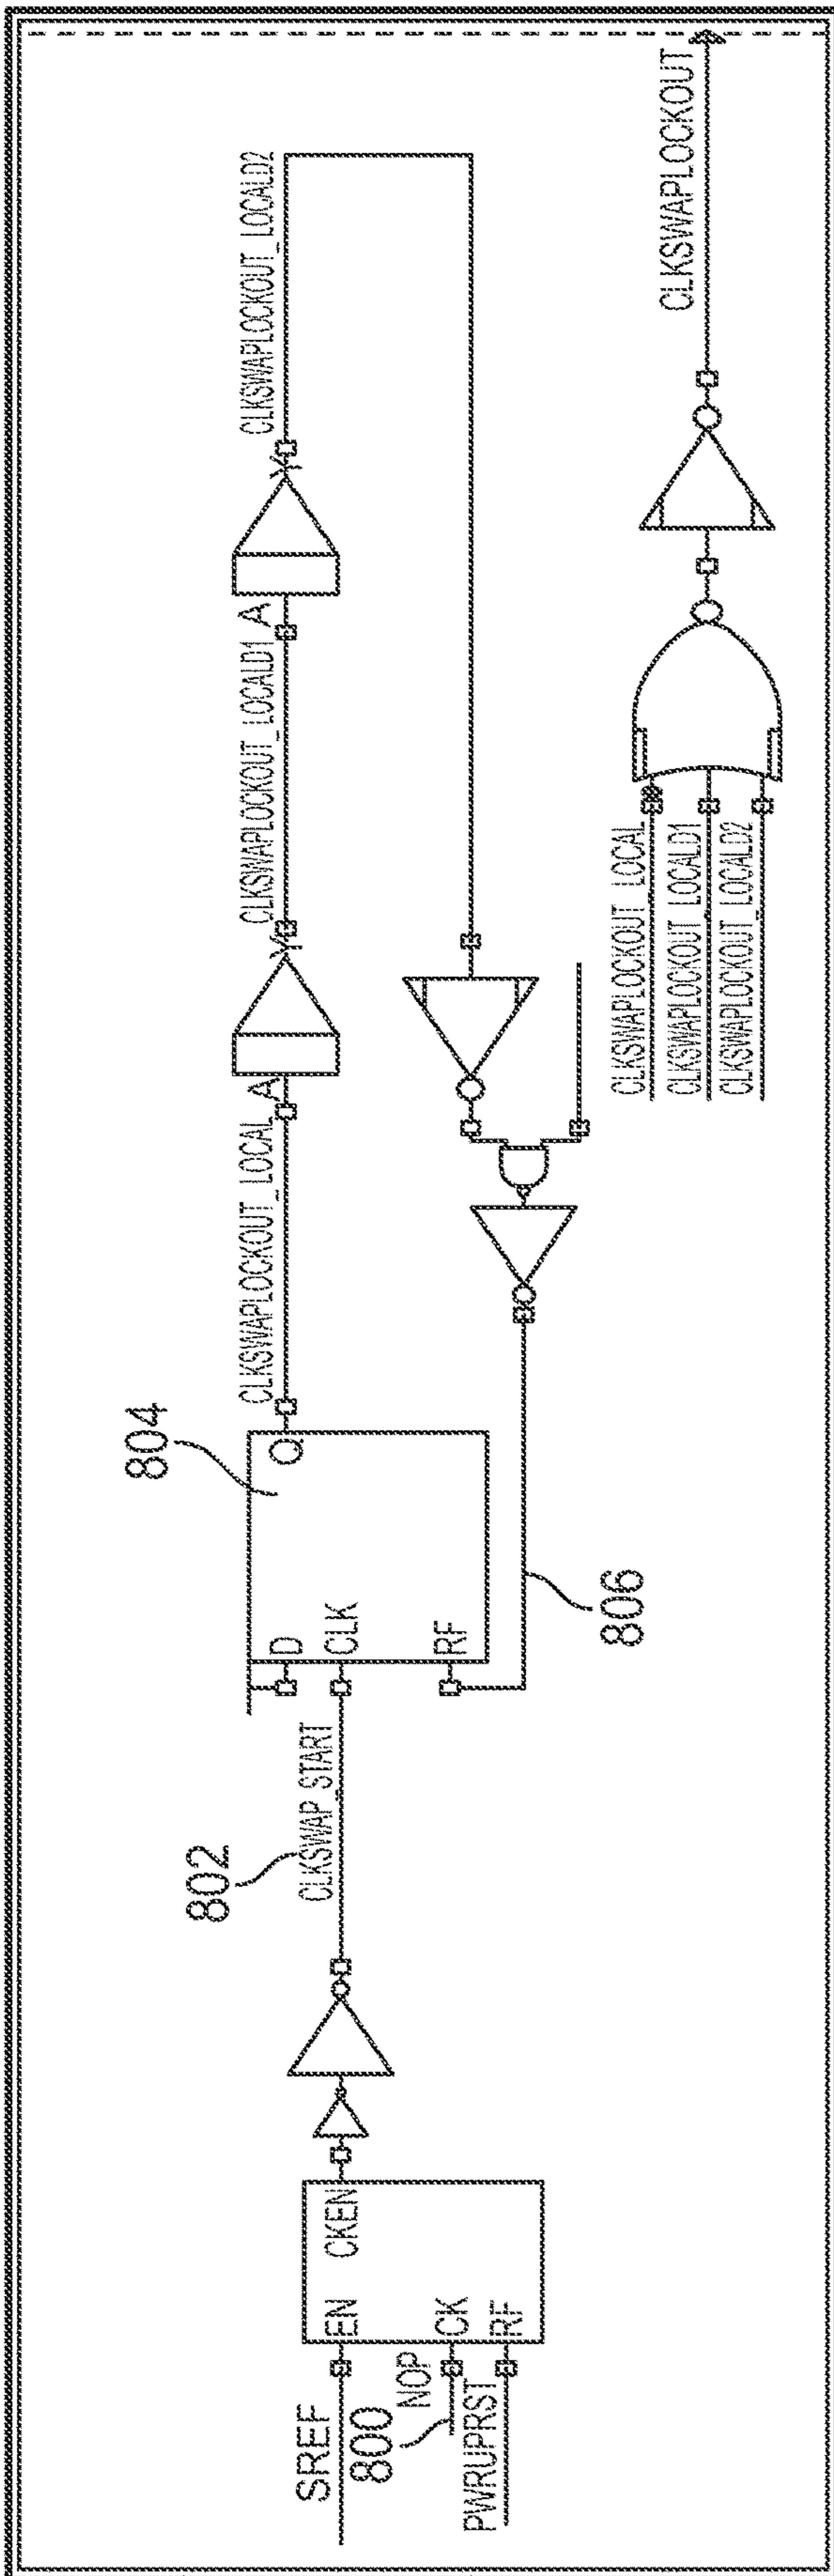 SREF
800
NOP
PWRUPRST
EN
CK
RF
CKEN
802
CLKSWAP_START
804
D
CLK
RF
Q
806
CLKSWAPLOCKOUT_LOCAL
A
Y
CLKSWAPLOCKOUT_LOCALD1
A
Y
CLKSWAPLOCKOUT_LOCALD2
CLKSWAPLOCKOUT_LOCAL
CLKSWAPLOCKOUT_LOCALD1
CLKSWAPLOCKOUT_LOCALD2
CLKSWAPLOCKOUT